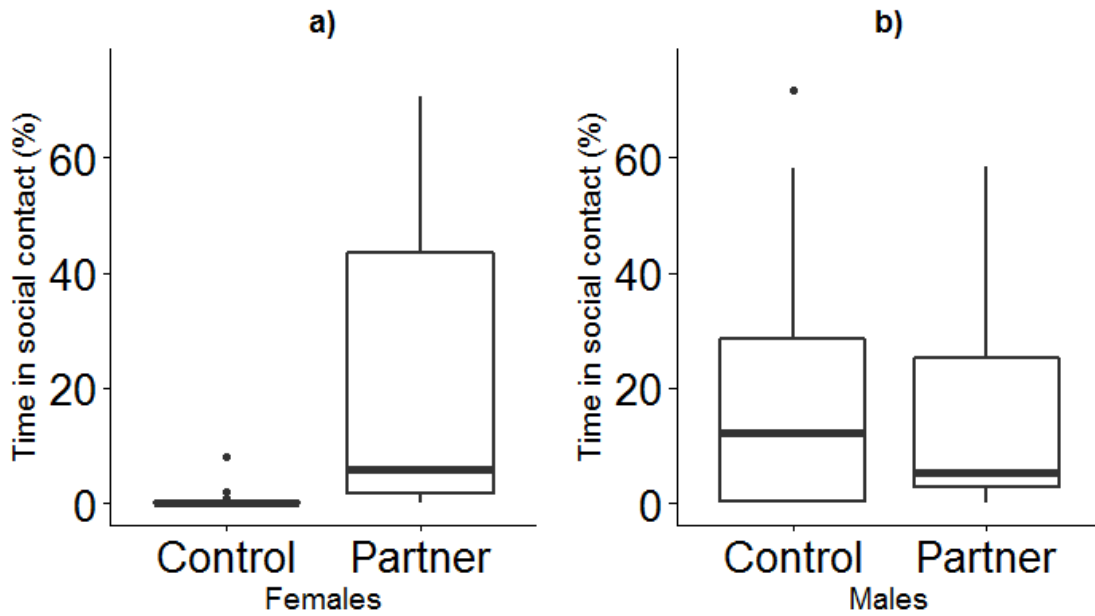 a)
Time in social contact (%)
60
40
20
0
Control Partner
Females
b)
Time in social contact (%)
60
40
20
0
Control Partner
Males